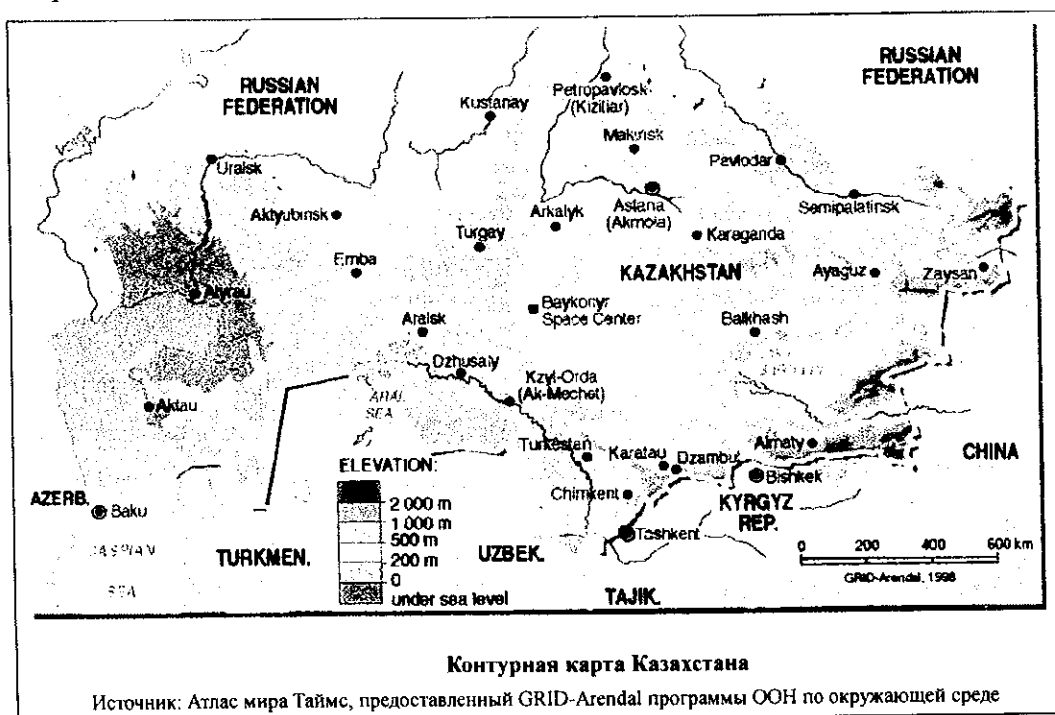 RUSSIAN
FEDERATION
RUSSIAN
FEDERATION
Petropavlosk
(Kiziliar)
Kustanay
Makinsk
Uralsk
Pavlodar
Aktyubinsk
Arkalyk
Astana
(Akmola)
Semipalatinsk
Turgay
Karaganda
Emba
KAZAKHSTAN
Ayaguz
Zaysan
Atyrau
Baykonyr
Space Center
Aralsk
Balkhash
Dzhusaly
Kzyl-Orda
(Ak-Mechet)
ARAL
SEA
Aktau
Turkestan
Karatau
Dzambul
Almaty
CHINA
ELEVATION:
2 000 m
1 000 m
500 m
200 m
0
under sea level
Chimkent
Bishkek
KYRGYZ
REP.
AZERB.
Baku
Tashkent
TURKMEN.
UZBEK.
TAJIK.
SEA
0 200 400 600 km
GRID-Arendal, 1998
Контурная карта Казахстана
Источник: Атлас мира Таймс, предоставленный GRID-Arendal программы ООН по окружающей среде